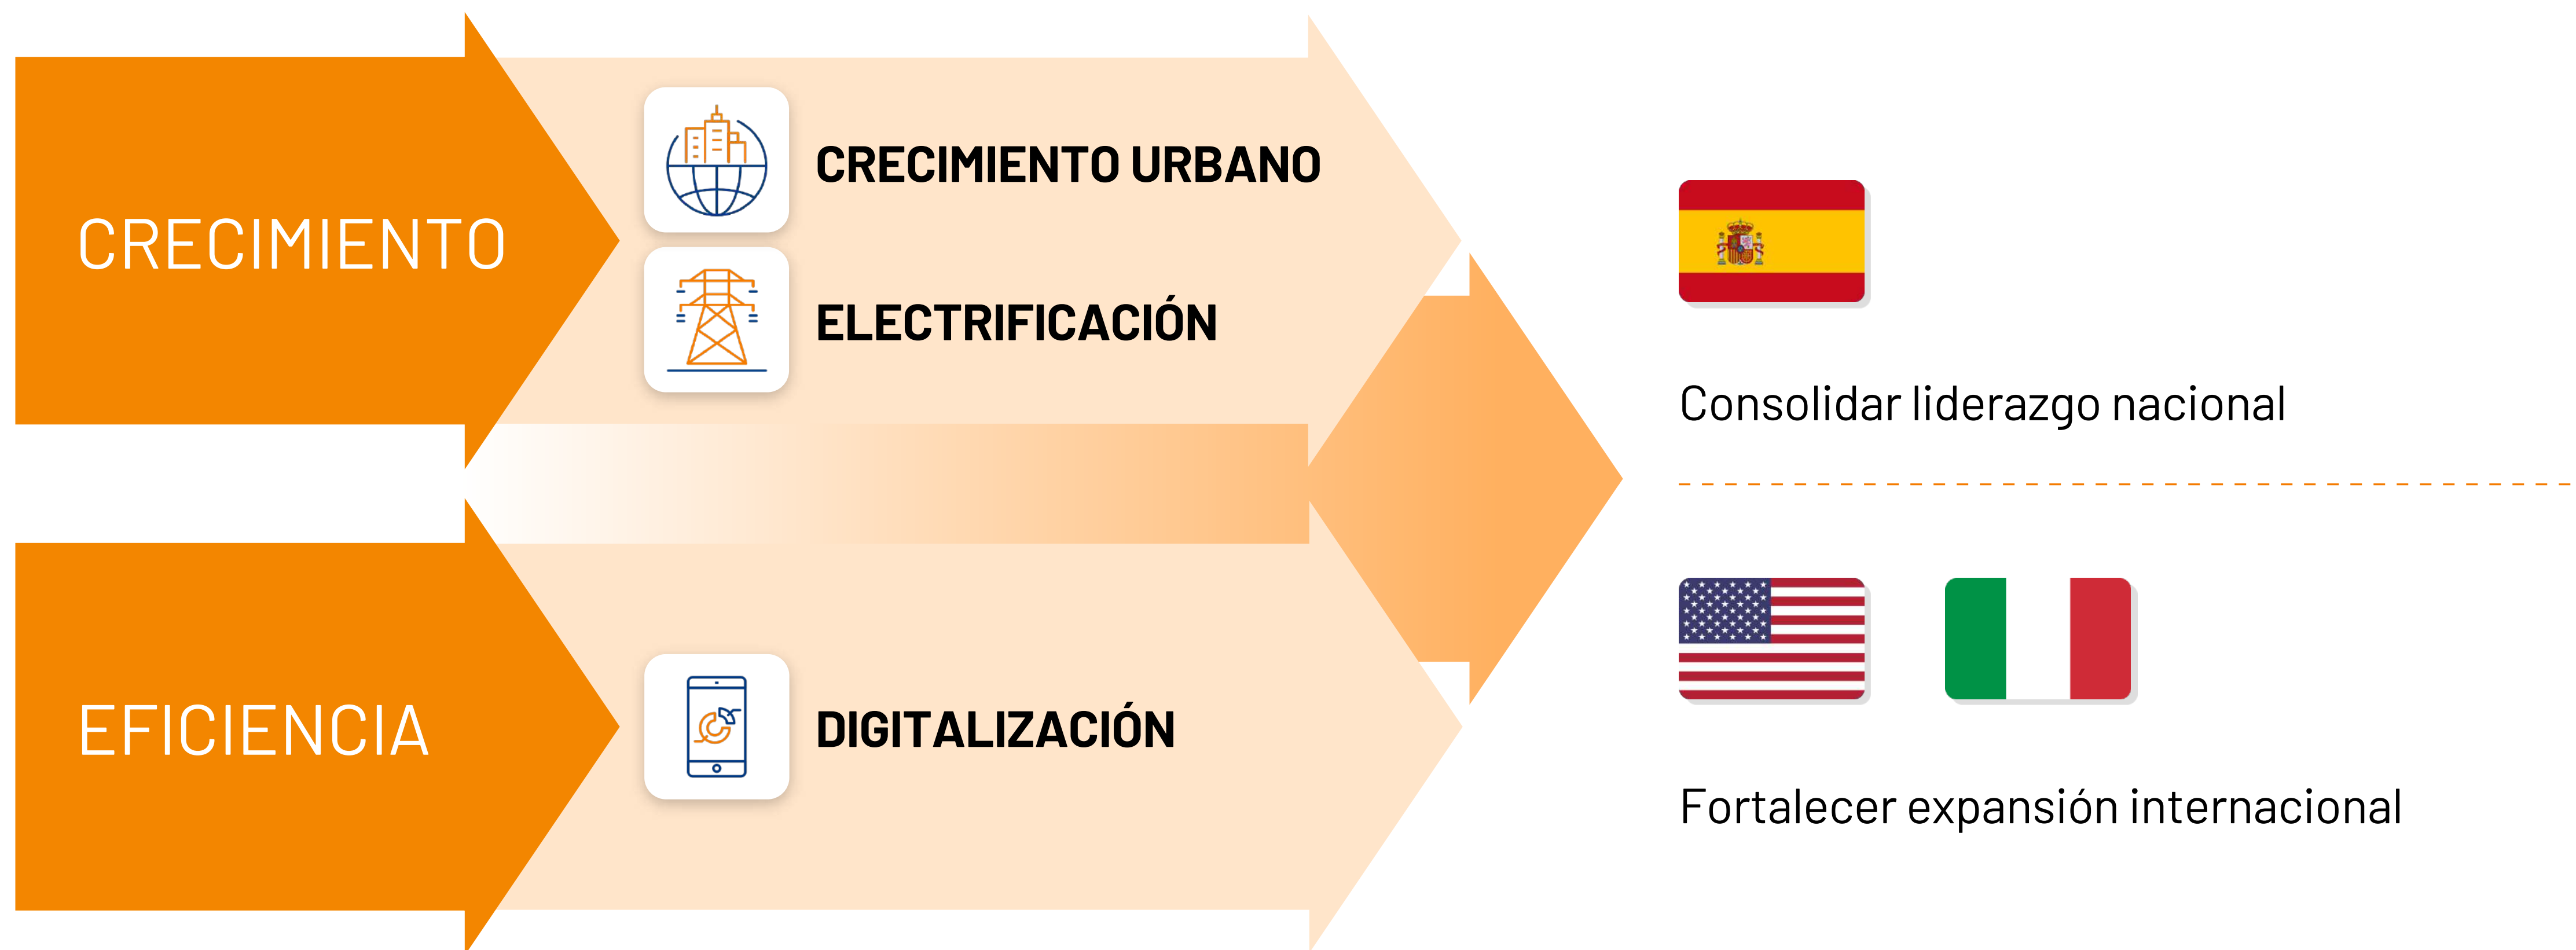 CRECIMIENTO
CRECIMIENTO URBANO
ELECTRIFICACIÓN
EFICIENCIA
DIGITALIZACIÓN
Consolidar liderazgo nacional
Fortalecer expansión internacional